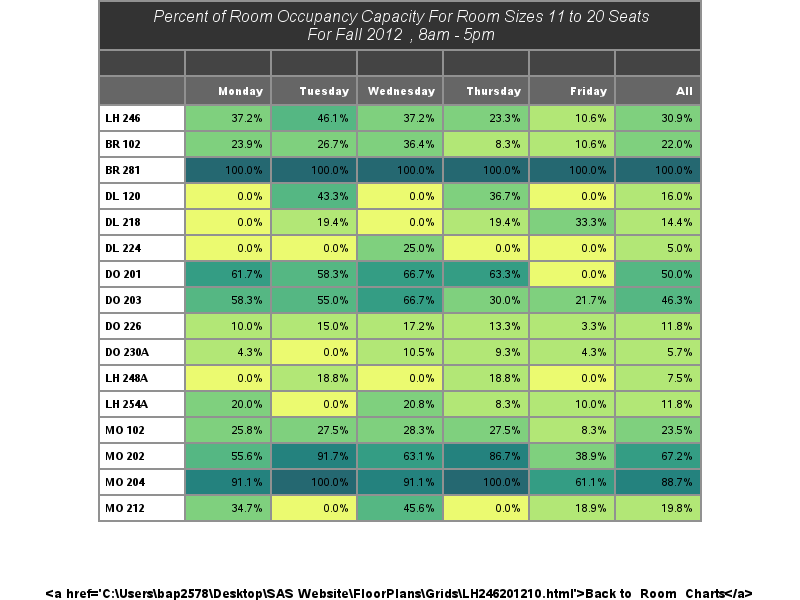 Percent of Room Occupancy Capacity For Room Sizes 11 to 20 Seats
For Fall 2012 , 8am - 5pm
Monday Tuesday Wednesday Thursday Friday All
LH 246 37.2% 46.1% 37.2% 23.3% 10.6% 30.9%
BR 102 23.9% 26.7% 36.4% 8.3% 10.6% 22.0%
BR 281 100.0% 100.0% 100.0% 100.0% 100.0% 100.0%
DL 120 0.0% 43.3% 0.0% 36.7% 0.0% 16.0%
DL 218 0.0% 19.4% 0.0% 19.4% 33.3% 14.4%
DL 224 0.0% 0.0% 25.0% 0.0% 0.0% 5.0%
DO 201 61.7% 58.3% 66.7% 63.3% 0.0% 50.0%
DO 203 58.3% 55.0% 66.7% 30.0% 21.7% 46.3%
DO 226 10.0% 15.0% 17.2% 13.3% 3.3% 11.8%
DO 230A 4.3% 0.0% 10.5% 9.3% 4.3% 5.7%
LH 248A 0.0% 18.8% 0.0% 18.8% 0.0% 7.5%
LH 254A 20.0% 0.0% 20.8% 8.3% 10.0% 11.8%
MO 102 25.8% 27.5% 28.3% 27.5% 8.3% 23.5%
MO 202 55.6% 91.7% 63.1% 86.7% 38.9% 67.2%
MO 204 91.1% 100.0% 91.1% 100.0% 61.1% 88.7%
MO 212 34.7% 0.0% 45.6% 0.0% 18.9% 19.8%
<a href='C:\Users\bap2578\Desktop\SAS Website\FloorPlans\Grids\LH246201210.html'>Back to Room Charts</a>